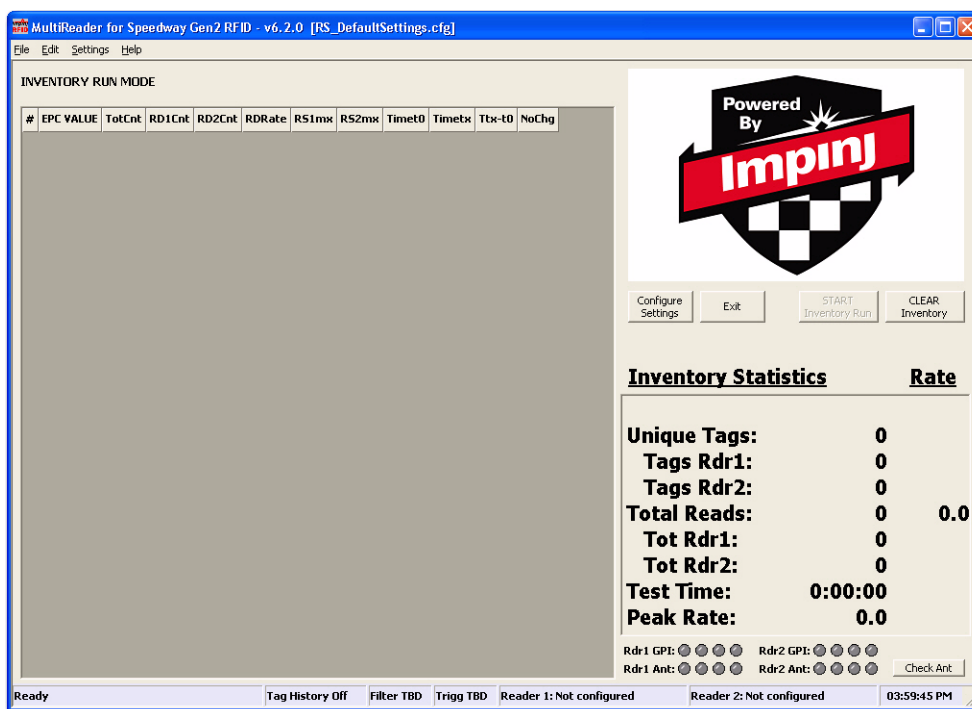 Impinj RFID MultiReader for Speedway Gen2 RFID - v6.2.0 [RS_DefaultSettings.cfg]
File Edit Settings Help
INVENTORY RUN MODE
# EPC VALUE TotCnt RD1Cnt RD2Cnt RDRate RS1mx RS2mx Timet0 Timetx Ttx-t0 NoChg
Powered
By
Impinj
Configure
Settings
Exit
START
Inventory Run
CLEAR
Inventory
Inventory Statistics Rate
Unique Tags: 0
Tags Rdr1: 0
Tags Rdr2: 0
Total Reads: 0 0.0
Tot Rdr1: 0
Tot Rdr2: 0
Test Time: 0:00:00
Peak Rate: 0.0
Rdr1 GPI: Rdr2 GPI:
Rdr1 Ant: Rdr2 Ant: Check Ant
Ready Tag History Off Filter TBD Trigg TBD Reader 1: Not configured Reader 2: Not configured 03:59:45 PM